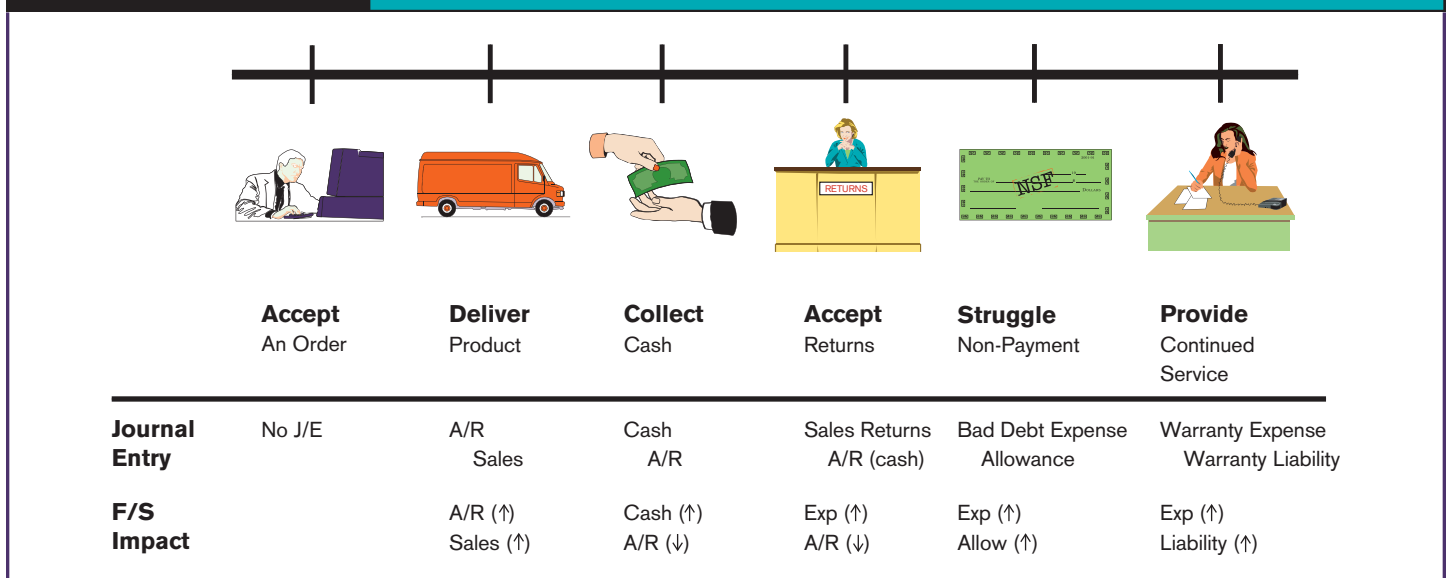 RETURNS
NSF
DOLLARS
Accept
An Order
Deliver
Product
Collect
Cash
Accept
Returns
Struggle
Non-Payment
Provide
Continued
Service
Journal
Entry
No J/E
A/R
Sales
Cash
A/R
Sales Returns
A/R (cash)
Bad Debt Expense
Allowance
Warranty Expense
Warranty Liability
F/S
Impact
A/R (↑)
Sales (↑)
Cash (↑)
A/R (↓)
Exp (↑)
A/R (↓)
Exp (↑)
Allow (↑)
Exp (↑)
Liability (↑)